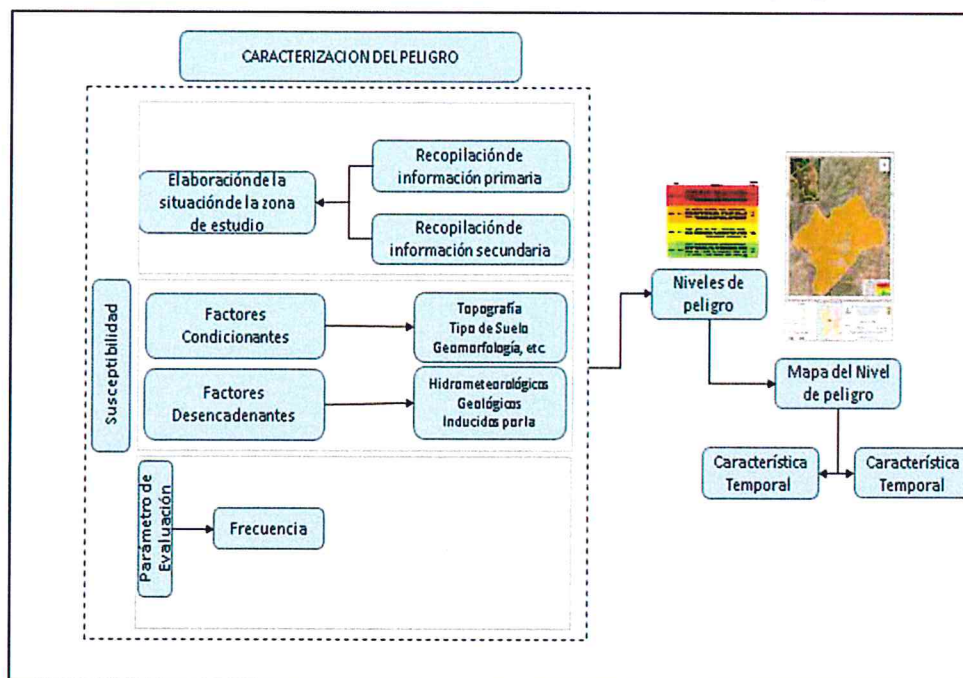 CARACTERIZACION DEL PELIGRO
Elaboración de la
situación de la zona
de estudio
Recopilación de
información primaria
Recopilación de
información secundaria
Susceptibilidad
Factores
Condicionantes
Topografía
Tipo de Suelo
Geomorfología, etc.
Factores
Desencadenantes
Hidrometeorológicos
Geológicos
Inducidos por la
Parámetro de
Evaluación
Frecuencia
Niveles de
peligro
Mapa del Nivel
de peligro
Característica
Temporal
Característica
Temporal